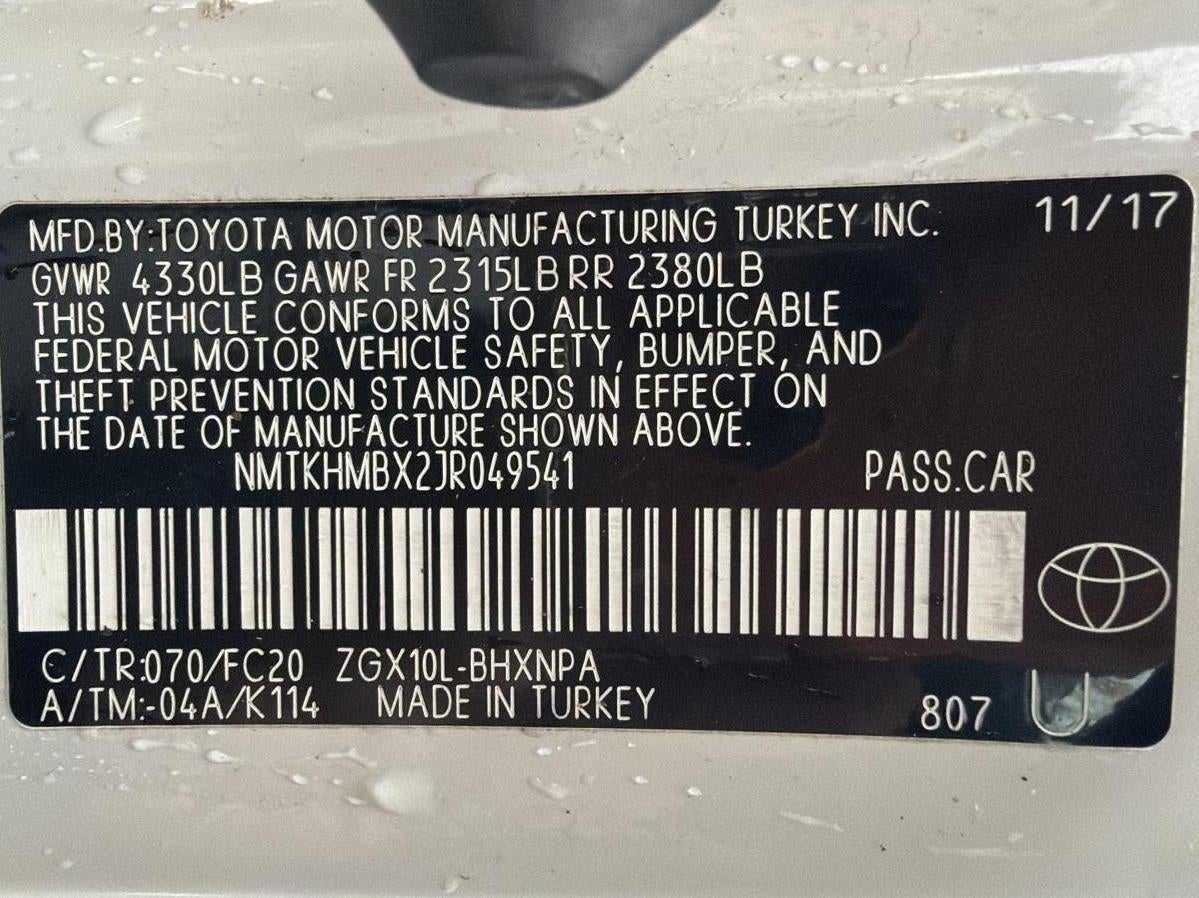 MFD.BY:TOYOTA MOTOR MANUFACTURING TURKEY INC. 11/17
GVWR 4330LB GAWR FR 2315LB RR 2380LB
THIS VEHICLE CONFORMS TO ALL APPLICABLE
FEDERAL MOTOR VEHICLE SAFETY, BUMPER, AND
THEFT PREVENTION STANDARDS IN EFFECT ON
THE DATE OF MANUFACTURE SHOWN ABOVE.
NMTKHMBX2JR049541 PASS.CAR
C/TR:070/FC20 ZGX10L-BHXNPA
A/TM:-04A/K114 MADE IN TURKEY 807 U